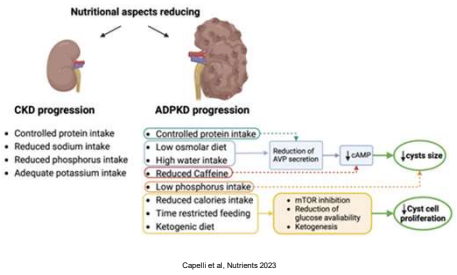 Nutritional aspects reducing
CKD progression
• Controlled protein intake
• Reduced sodium intake
• Reduced phosphorus intake
• Adequate potassium intake
ADPKD progression
• Controlled protein intake
• Low osmolar diet
• High water intake
• Reduced Caffeine
• Low phosphorus intake
• Reduced calories intake
• Time restricted feeding
• Ketogenic diet
Reduction of
AVP secretion
↓cAMP
↓cysts size
• mTOR inhibition
• Reduction of
glucose avaliability
• Ketogenesis
↓Cyst cell
proliferation
Capelli et al, Nutrients 2023